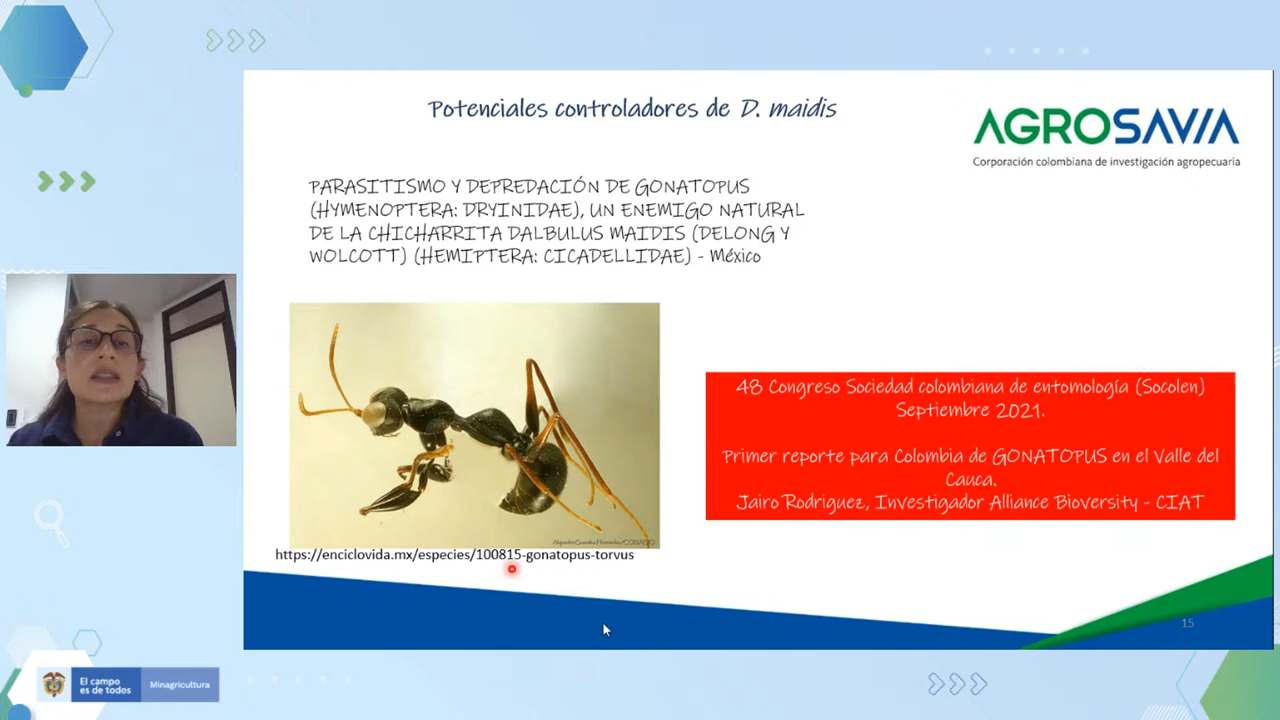 Potenciales controladores de D. maidis
AGROSAVIA
Corporación colombiana de investigación agropecuaria
PARASITISMO Y DEPREDACIÓN DE GONATOPUS
(HYMENOPTERA: DRYINIDAE), UN ENEMIGO NATURAL
DE LA CHICHARRITA DALBULUS MAIDIS (DELONG Y
WOLCOTT) (HEMIPTERA: CICADELLIDAE) - México
48 Congreso Sociedad colombiana de entomología (Socolen)
Septiembre 2021.
Primer reporte para Colombia de GONATOPUS en el Valle del
Cauca.
Jairo Rodriguez, Investigador Alliance Bioversity - CIAT
https://enciclovida.mx/especies/100815-gonatopus-torvus
15
El campo
es de todos
Minagricultura